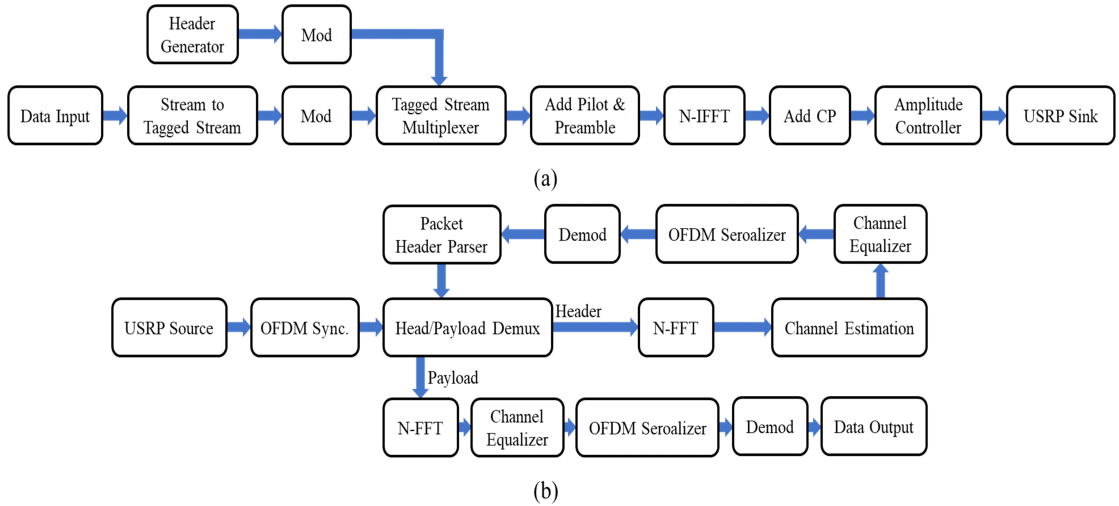 Header
Generator
Mod
Data Input
Stream to
Tagged Stream
Mod
Tagged Stream
Multiplexer
Add Pilot &
Preamble
N-IFFT
Add CP
Amplitude
Controller
USRP Sink
(a)
Packet
Header Parser
Demod
OFDM Seroalizer
Channel
Equalizer
USRP Source
OFDM Sync.
Head/Payload Demux
Header
N-FFT
Channel Estimation
Payload
N-FFT
Channel
Equalizer
OFDM Seroalizer
Demod
Data Output
(b)